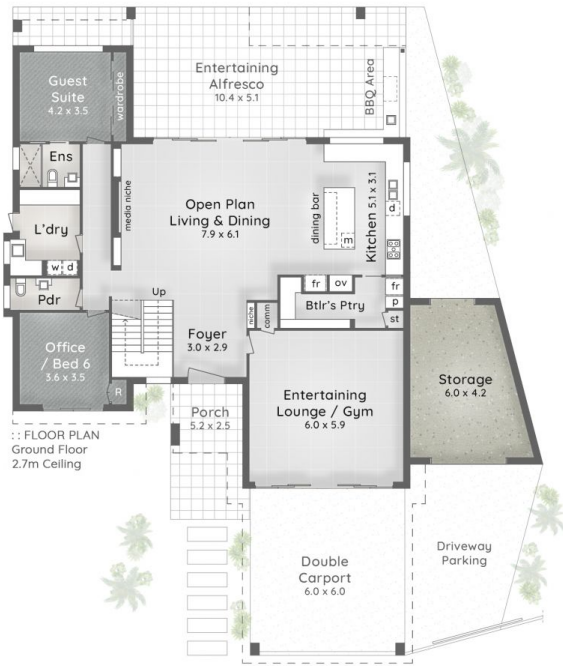 Entertaining
Alfresco
10.4 x 5.1
BBQ Area
Guest
Suite
4.2 x 3.5
wardrobe
Ens
L'dry
w d
Pdr
media niche
Open Plan
Living & Dining
7.9 x 6.1
dining bar
m
Kitchen 5.1 x 3.1
d
fr
ov
fr
p
st
Btlr's Ptry
Up
niche
comm
Foyer
3.0 x 2.9
Office
/ Bed 6
3.6 x 3.5
R
Storage
6.0 x 4.2
Entertaining
Lounge / Gym
6.0 x 5.9
Porch
5.2 x 2.5
:: FLOOR PLAN
Ground Floor
2.7m Ceiling
Double
Carport
6.0 x 6.0
Driveway
Parking